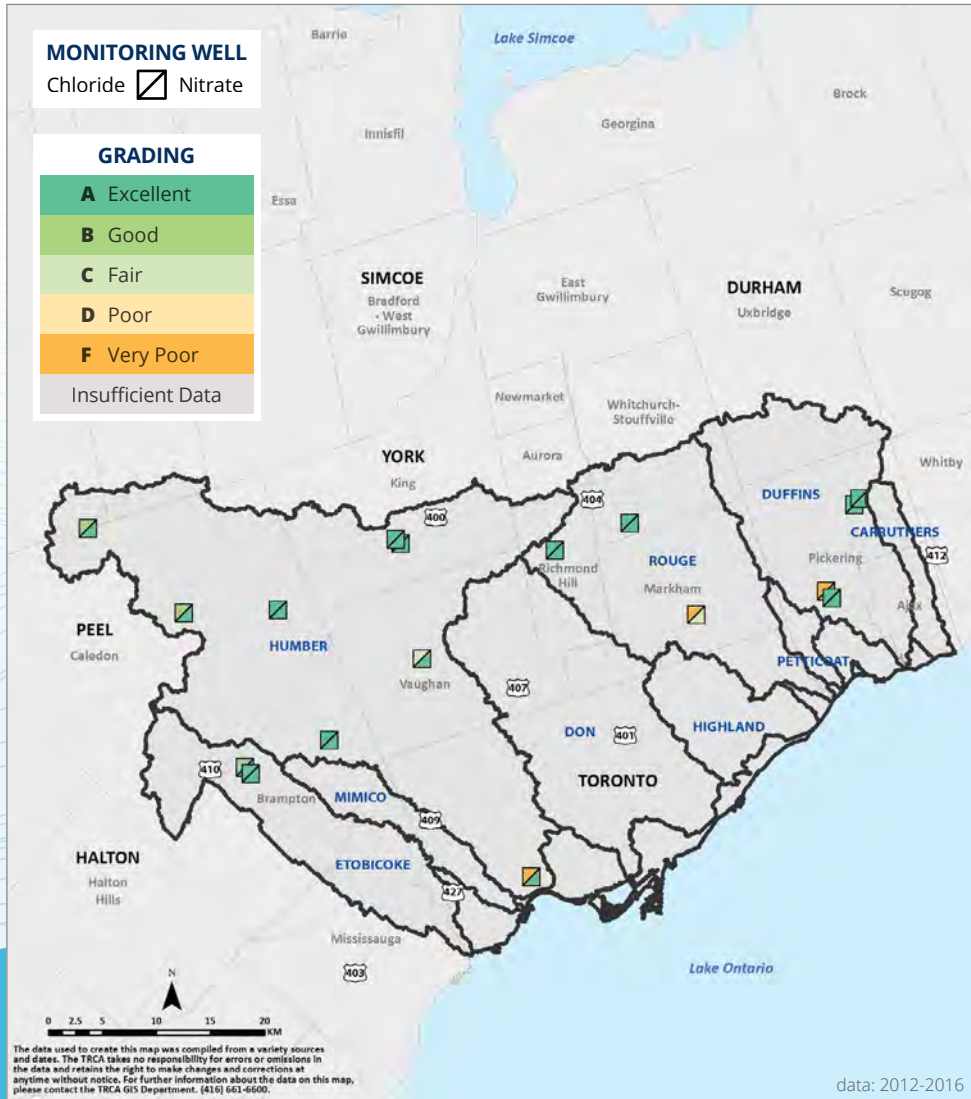 MONITORING WELL
Chloride Nitrate
GRADING
A Excellent
B Good
C Fair
D Poor
F Very Poor
Insufficient Data
Barrie
Lake Simcoe
Brock
Innisfil
Georgina
Essa
SIMCOE
Bradford
- West
Gwillimbury
East
Gwillimbury
DURHAM
Uxbridge
Scugog
Newmarket
Whitchurch-
Stouffville
YORK
King
Aurora
Whitby
400
404
DUFFINS
CARRUTHERS
412
Richmond
Hill
ROUGE
Markham
Pickering
Ajax
PEEL
Caledon
HUMBER
Vaughan
PETTICOAT
407
DON
401
HIGHLAND
TORONTO
410
Brampton
MIMICO
409
HALTON
Halton
Hills
ETOBICOKE
427
Mississauga
403
Lake Ontario
N
0 2.5 5 10 15 20
KM
The data used to create this map was compiled from a variety sources
and dates. The TRCA takes no responsibility for errors or omissions in
the data and retains the right to make changes and corrections at
anytime without notice. For further information about the data on this map,
please contact the TRCA GIS Department. (416) 661-6600.
data: 2012-2016